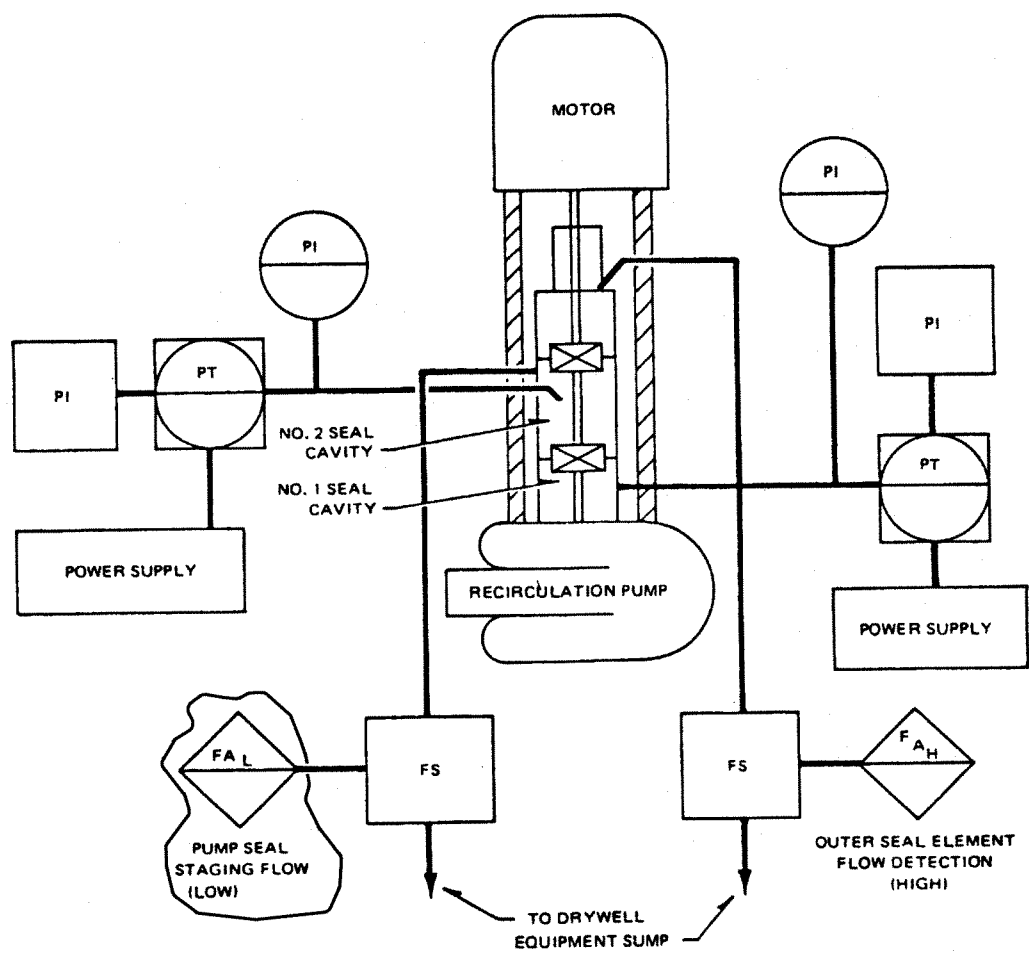 MOTOR
PI
PI
PI
PT
PI
NO. 2 SEAL
CAVITY
NO. 1 SEAL
CAVITY
PT
POWER SUPPLY
RECIRCULATION PUMP
POWER SUPPLY
FAL
FS
FS
FAH
PUMP SEAL
STAGING FLOW
(LOW)
OUTER SEAL ELEMENT
FLOW DETECTION
(HIGH)
TO DRYWELL
EQUIPMENT SUMP